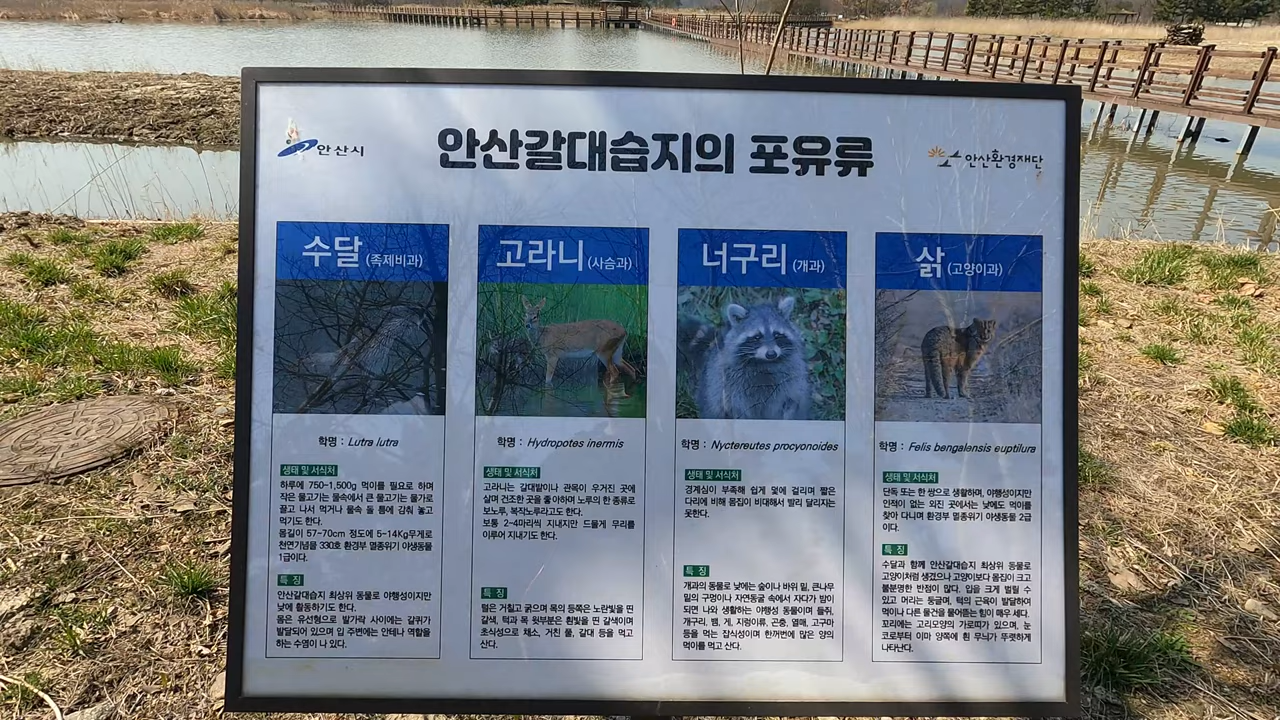 안산시
안산갈대습지의 포유류
안산환경재단
수달 (족제비과)
학명 : Lutra lutra
생태 및 서식처
하루에 750-1,500g 먹이를 필요로 하며
작은 물고기는 물속에서 큰 물고기는 물가로
끌고 나서 먹거나 물속 돌 틈에 감춰 놓고
먹기도 한다.
몸길이 57-70cm 정도에 5-14Kg무게로
천연기념물 330호 환경부 멸종위기 야생동물
1급이다.
특 징
안산갈대습지 최상위 동물로 야행성이지만
낮에 활동하기도 한다.
몸은 유선형으로 발가락 사이에는 갈퀴가
발달되어 있으며 입 주변에는 안테나 역할을
하는 수염이 나 있다.
고라니 (사슴과)
학명 : Hydropotes inermis
생태 및 서식처
고라니는 갈대밭이나 관목이 우거진 곳에
살며 건조한 곳을 좋아하며 노루의 한 종류로
보노루, 복작노루라고도 한다.
보통 2-4마리씩 지내지만 드물게 무리를
이루어 지내기도 한다.
특 징
털은 거칠고 굵으며 목의 등쪽은 노란빛을 띤
갈색, 턱과 목 윗부분은 흰빛을 띤 갈색이며
초식성으로 채소, 거친 풀, 갈대 등을 먹고
산다.
너구리 (개과)
학명 : Nyctereutes procyonoides
생태 및 서식처
경계심이 부족해 쉽게 덫에 걸리며 짧은
다리에 비해 몸집이 비대해서 빨리 달리지는
못한다.
특 징
개과의 동물로 낮에는 숲이나 바위 밑, 큰나무
밑의 구멍이나 자연동굴 속에서 자다가 밤이
되면 나와 생활하는 야행성 동물이며 들쥐,
개구리, 뱀, 게, 지렁이류, 곤충, 열매, 고구마
등을 먹는 잡식성이며 한꺼번에 많은 양의
먹이를 먹고 산다.
삵 (고양이과)
학명 : Felis bengalensis euptilura
생태 및 서식처
단독 또는 한 쌍으로 생활하며, 야행성이지만
인적이 없는 외진 곳에서는 낮에도 먹이를
찾아 다니며 환경부 멸종위기 야생동물 2급
이다.
특 징
수달과 함께 안산갈대습지 최상위 동물로
고양이처럼 생겼으나 고양이보다 몸집이 크고
불분명한 반점이 많다. 입을 크게 벌릴 수
있고 머리는 둥글며, 턱의 근육이 발달하여
먹이나 다른 물건을 물어뜯는 힘이 매우 세다.
꼬리에는 고리모양의 가로띠가 있으며, 눈
코로부터 이마 양쪽에 흰 무늬가 뚜렷하게
나타난다.